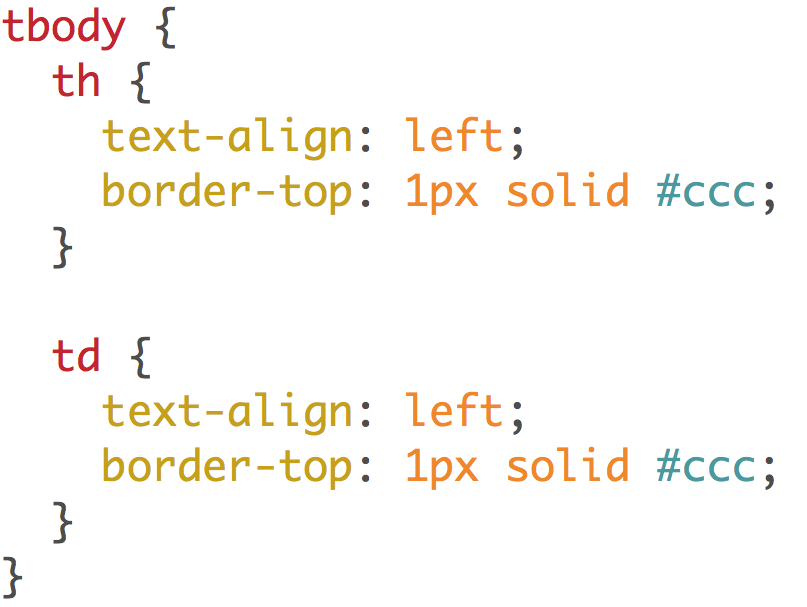 tbody {
  th {
    text-align: left;
    border-top: 1px solid #ccc;
  }

  td {
    text-align: left;
    border-top: 1px solid #ccc;
  }
}